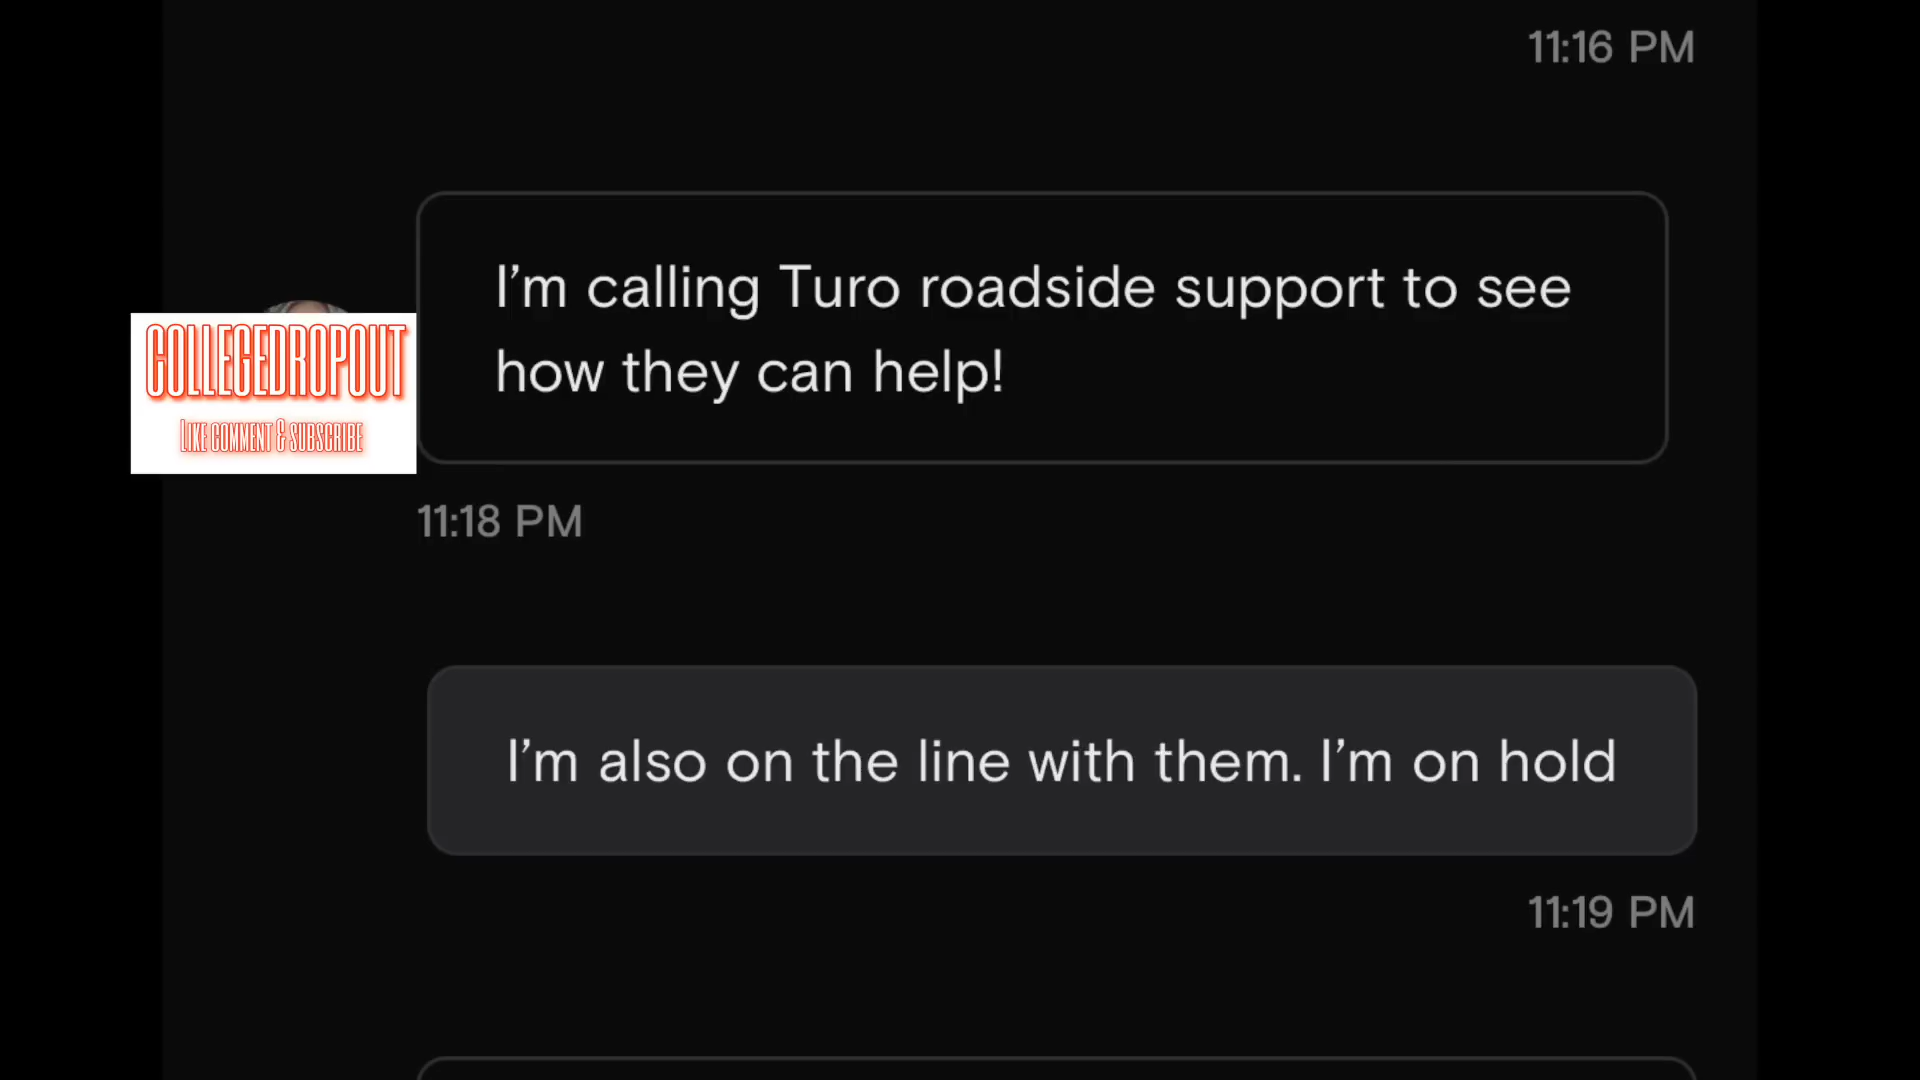 11:16 PM
I'm calling Turo roadside support to see
how they can help!
COLLEGEDROPOUT
LIKE COMMENT & SUBSCRIBE
11:18 PM
I'm also on the line with them. I'm on hold
11:19 PM